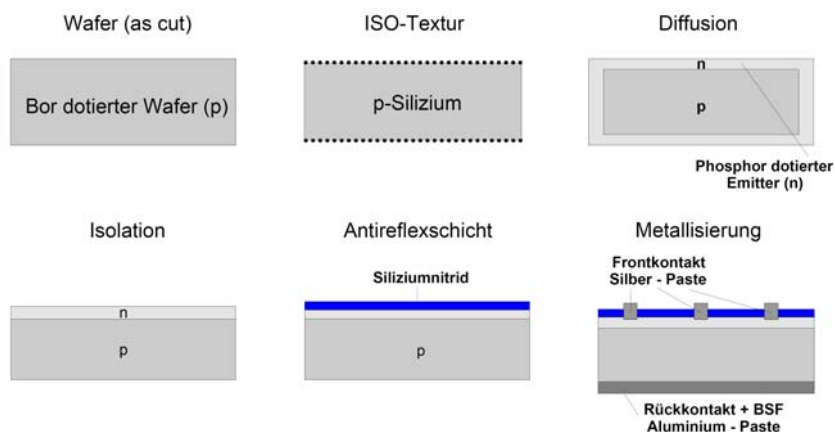 Wafer (as cut)
Bor dotierter Wafer (p)
ISO-Textur
p-Silizium
Diffusion
n
p
Phosphor dotierter
Emitter (n)
Isolation
n
p
Antireflexschicht
Siliziumnitrid
p
Metallisierung
Frontkontakt
Silber - Paste
Rückkontakt + BSF
Aluminium - Paste